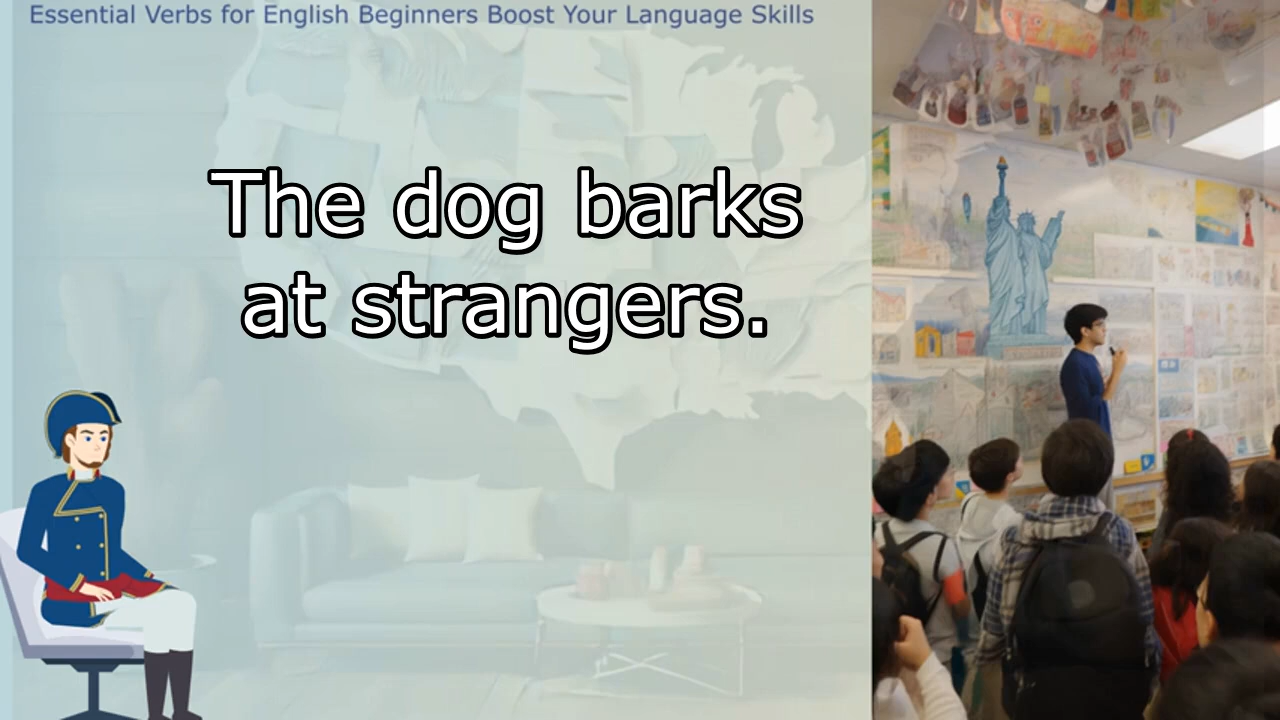 Essential Verbs for English Beginners Boost Your Language Skills
The dog barks
at strangers.